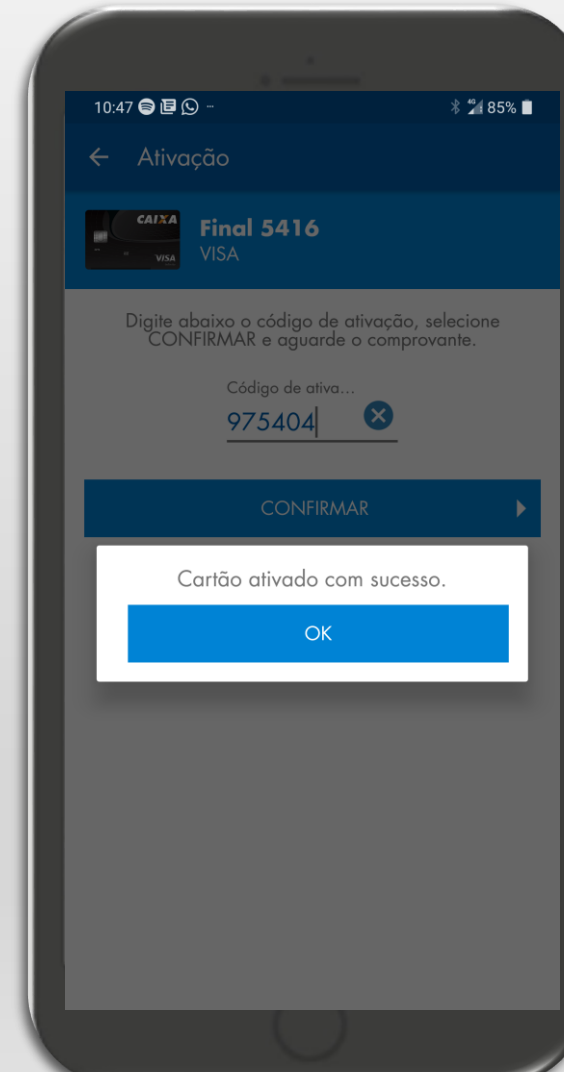 10:47
4G 85%
Ativação
CAIXA
VISA
Final 5416
VISA
Digite abaixo o código de ativação, selecione
CONFIRMAR e aguarde o comprovante.
Código de ativa...
975404
CONFIRMAR
Cartão ativado com sucesso.
OK